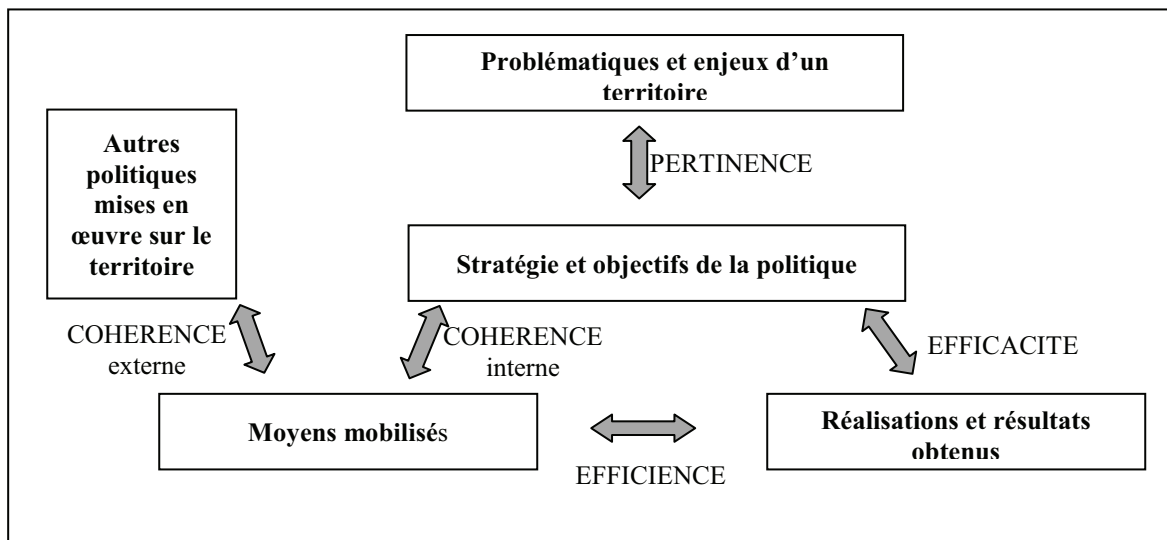 Problématiques et enjeux d’un
territoire
Autres
politiques
mises en
œuvre sur le
territoire
PERTINENCE
Stratégie et objectifs de la politique
COHERENCE
externe
COHERENCE
interne
EFFICACITE
Moyens mobilisés
Réalisations et résultats
obtenus
EFFICIENCE